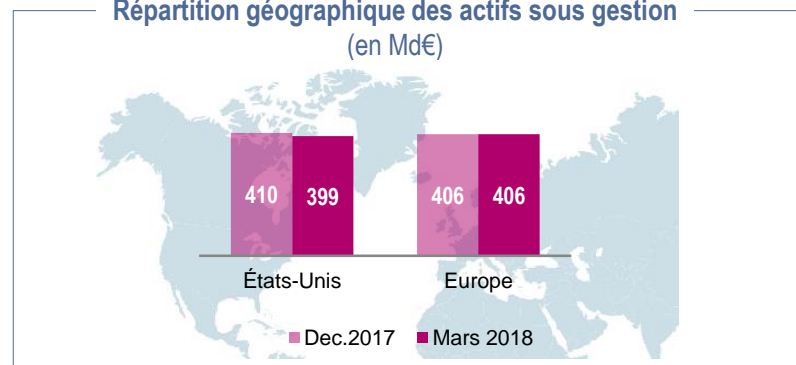 Répartition géographique des actifs sous gestion
(en Md€)
410 399 406 406
États-Unis Europe
Dec.2017 Mars 2018